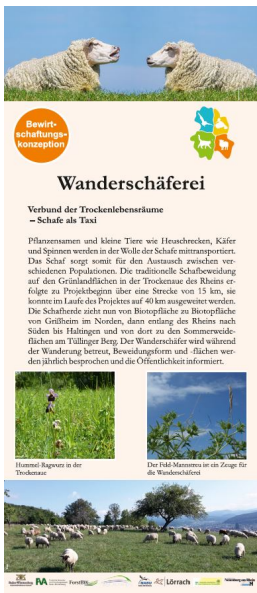 Bewirt-
schaftungs-
konzeption
Wanderschäferei
Verbund der Trockenlebensräume
– Schafe als Taxi
Pflanzensamen und kleine Tiere wie Heuschrecken, Käfer
und Spinnen werden in der Wolle der Schafe mittransportiert.
Das Schaf sorgt somit für den Austausch zwischen ver-
schiedenen Populationen. Die traditionelle Schafbeweidung
auf den Grünlandflächen in der Trockenaue des Rheins er-
folgte zu Projektbeginn über eine Strecke von 15 km, sie
konnte im Laufe des Projektes auf 40 km ausgeweitet werden.
Die Schafherde zieht nun von Biotopfläche zu Biotopfläche
von Grißheim im Norden, dann entlang des Rheins nach
Süden bis Haltingen und von dort zu den Sommerweide-
flächen am Tüllinger Berg. Der Wanderschäfer wird während
der Wanderung betreut, Beweidungsform und -flächen wer-
den jährlich besprochen und die Öffentlichkeit informiert.
Hummel-Ragwurz in der
Trockenaue
Der Feld-Mannstreu ist ein Zeuge für
die Wanderschäferei
Lörrach